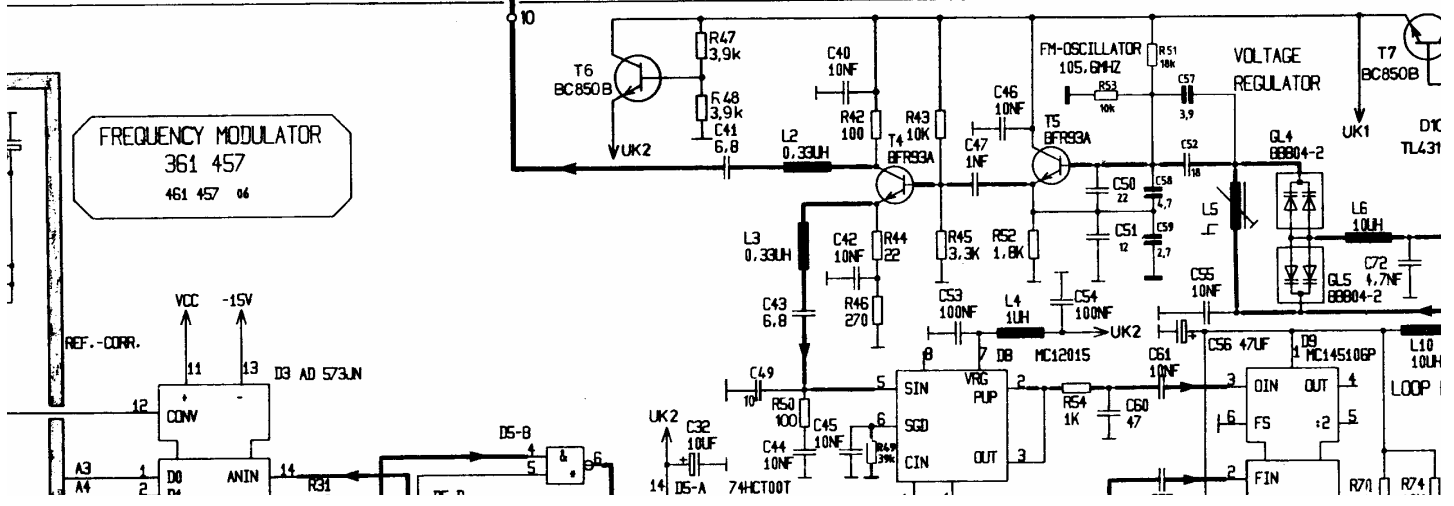 10
R47
3,9k
T6
BC850B
R48
3,9k
UK2
C41
6,8
L2
0,33UH
C40
10NF
R42
100
R43
10K
T4
BFR93A
C46
10NF
C47
1NF
T5
BFR93A
FM-OSCILLATOR
105.6MHZ
R53
10k
R51
18k
C57
3,9
VOLTAGE
REGULATOR
T7
BC850B
UK1
D10
TL431
GL4
BBB04-2
C52
18
C50
22
C58
4,7
C51
12
C59
2,7
L5
L6
10UH
C72
4.7NF
GL5
BBB04-2
C55
10NF
FREQUENCY MODULATOR
361 457
461 457 06
L3
0,33UH
C42
10NF
R44
22
R45
3,3K
R52
1,8K
C43
6,8
R46
270
C53
100NF
L4
1UH
C54
100NF
UK2
C56 47UF
L10
10UH
LOOP
VCC
-15V
REF.-CORR.
11
13
D3 AD 573JN
+
-
12
CONV
A3
A4
1
2
D0
D1
ANIN
14
R31
D5-B
4
5
&
6
UK2
C32
10UF
14
D5-A
74HCT00T
C49
10
R50
100
C44
10NF
C45
10NF
R49
39k
8
7
D8
MC12015
5
SIN
VRG
PUP
2
6
SGD
CIN
OUT
3
R54
1K
C60
47
C61
10NF
1
D9
MC145106P
3
OIN
OUT
4
6
FS
:2
5
2
FIN
R70
R74